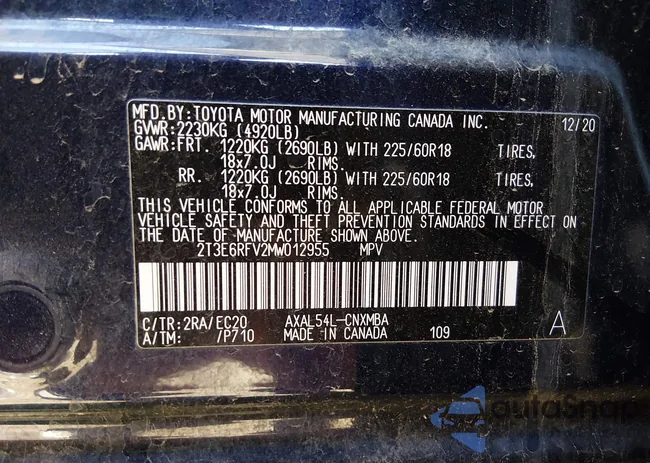 MFD.BY:TOYOTA MOTOR MANUFACTURING CANADA INC. 12/20
GVWR:2230KG (4920LB)
GAWR:FRT. 1220KG (2690LB) WITH 225/60R18 TIRES,
18x7.0J RIMS.
RR. 1220KG (2690LB) WITH 225/60R18 TIRES,
18x7.0J RIMS.
THIS VEHICLE CONFORMS TO ALL APPLICABLE FEDERAL MOTOR
VEHICLE SAFETY AND THEFT PREVENTION STANDARDS IN EFFECT ON
THE DATE OF MANUFACTURE SHOWN ABOVE.
2T3E6RFV2MW012955 MPV
C/TR:2RA/EC20 AXAL54L-CNXMBA
A/TM: /P710 MADE IN CANADA 109 A
autoSnap